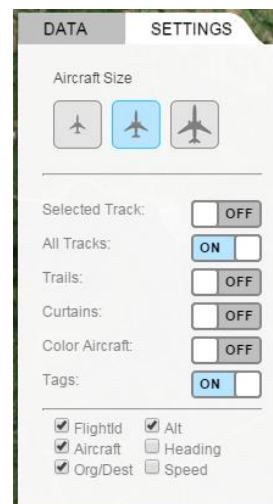 DATA SETTINGS
Aircraft Size
Selected Track: OFF
All Tracks: ON
Trails: OFF
Curtains: OFF
Color Aircraft: OFF
Tags: ON
FlightId Alt
Aircraft Heading
Org/Dest Speed